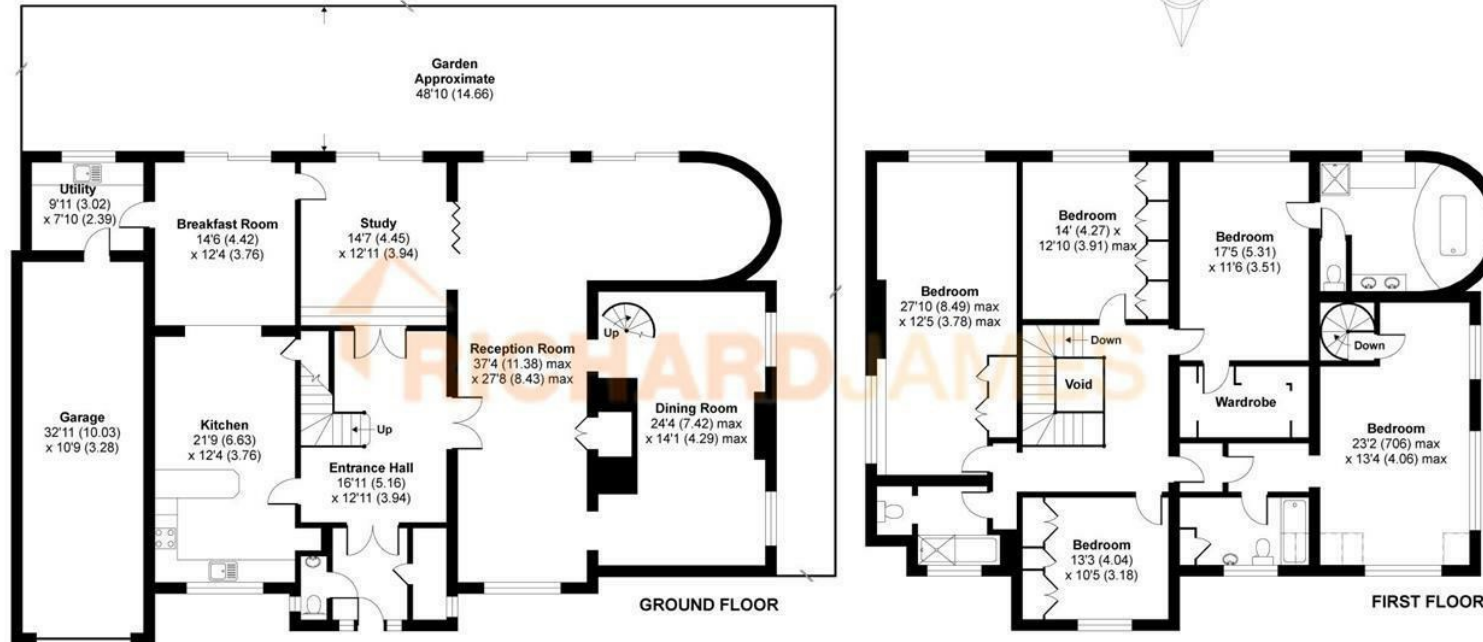 Garden
Approximate
48'10 (14.66)
Utility
9'11 (3.02)
x 7'10 (2.39)
Breakfast Room
14'6 (4.42)
x 12'4 (3.76)
Study
14'7 (4.45)
x 12'11 (3.94)
Up
Reception Room
37'4 (11.38) max
x 27'8 (8.43) max
Dining Room
24'4 (7.42) max
x 14'1 (4.29) max
Garage
32'11 (10.03)
x 10'9 (3.28)
Kitchen
21'9 (6.63)
x 12'4 (3.76)
Up
Entrance Hall
16'11 (5.16)
x 12'11 (3.94)
GROUND FLOOR
Bedroom
27'10 (8.49) max
x 12'5 (3.78) max
Bedroom
14' (4.27) x
12'10 (3.91) max
Bedroom
17'5 (5.31)
x 11'6 (3.51)
Down
Void
Down
Wardrobe
Bedroom
23'2 (706) max
x 13'4 (4.06) max
Bedroom
13'3 (4.04)
x 10'5 (3.18)
FIRST FLOOR
RICHARDJAMES